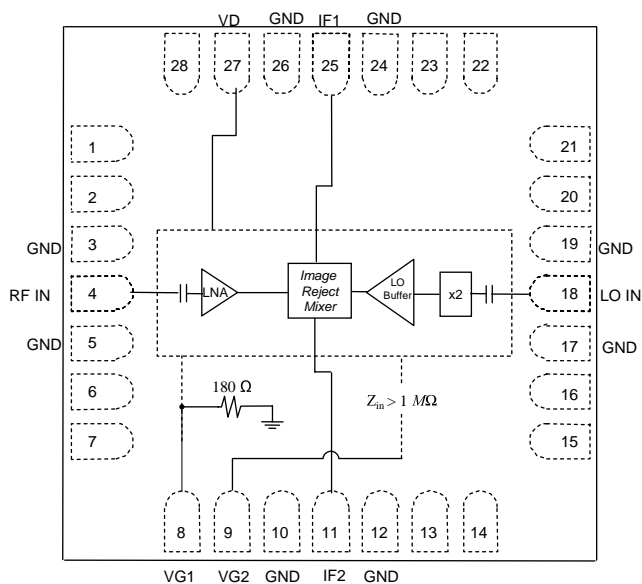 VD GND IF1 GND
28 27 26 25 24 23 22
1 21
2 20
GND 3 19 GND
RF IN 4 LNA Image Reject Mixer LO Buffer x2 18 LO IN
GND 5 17 GND
6 180 Ω Zin > 1 MΩ 16
7 15
8 9 10 11 12 13 14
VG1 VG2 GND IF2 GND